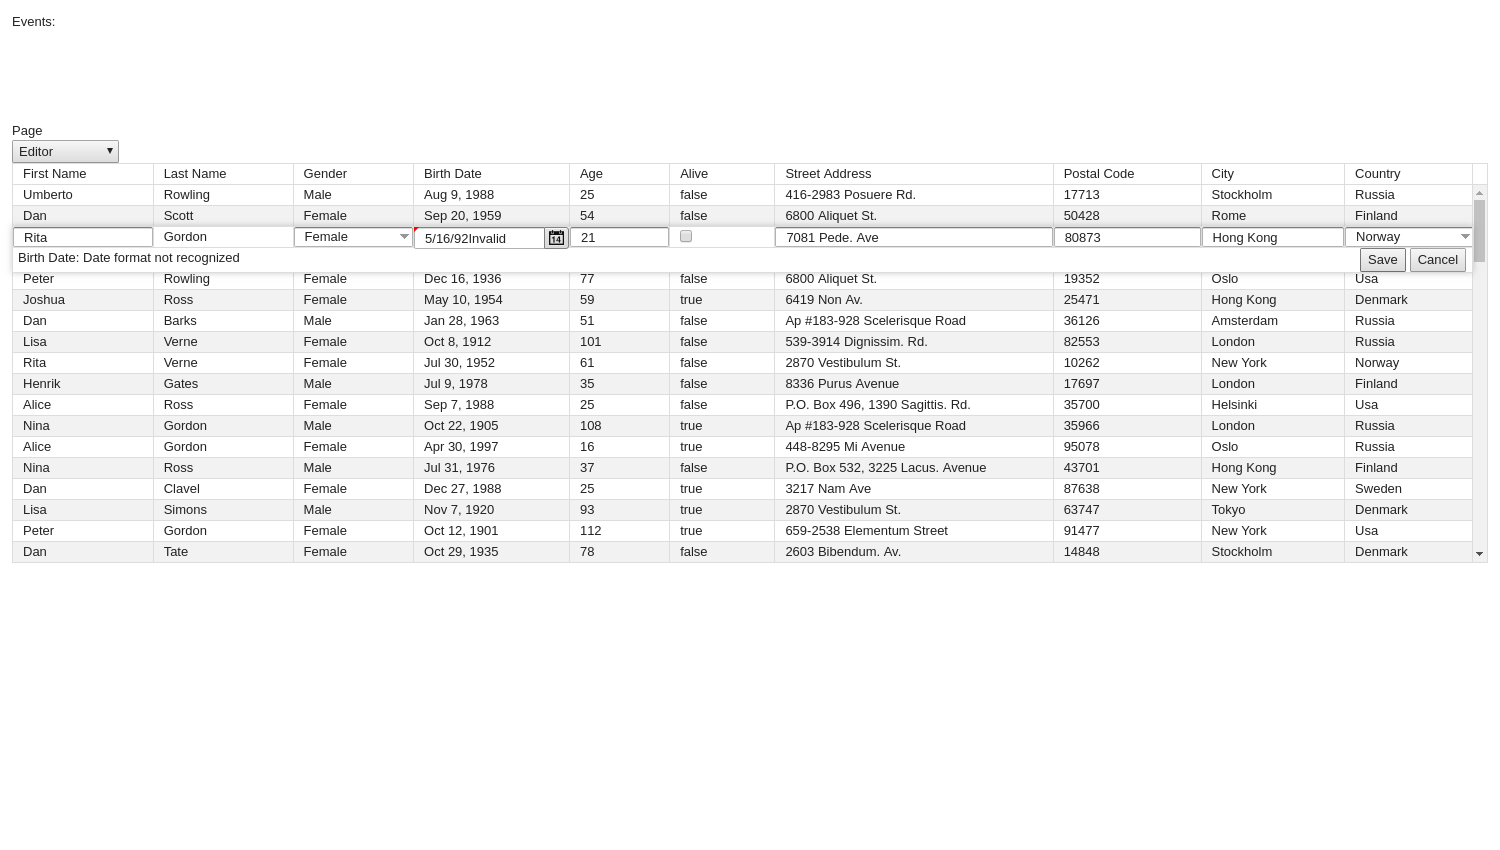 Events:
Page
Editor
First Name Last Name Gender Birth Date Age Alive Street Address Postal Code City Country
Umberto Rowling Male Aug 9, 1988 25 false 416-2983 Posuere Rd. 17713 Stockholm Russia
Dan Scott Female Sep 20, 1959 54 false 6800 Aliquet St. 50428 Rome Finland
Rita Gordon Female 5/16/92Invalid 14 21 7081 Pede. Ave 80873 Hong Kong Norway
Birth Date: Date format not recognized Save Cancel
Peter Rowling Female Dec 16, 1936 77 false 6800 Aliquet St. 19352 Oslo Usa
Joshua Ross Female May 10, 1954 59 true 6419 Non Av. 25471 Hong Kong Denmark
Dan Barks Male Jan 28, 1963 51 false Ap #183-928 Scelerisque Road 36126 Amsterdam Russia
Lisa Verne Female Oct 8, 1912 101 false 539-3914 Dignissim. Rd. 82553 London Russia
Rita Verne Female Jul 30, 1952 61 false 2870 Vestibulum St. 10262 New York Norway
Henrik Gates Male Jul 9, 1978 35 false 8336 Purus Avenue 17697 London Finland
Alice Ross Female Sep 7, 1988 25 false P.O. Box 496, 1390 Sagittis. Rd. 35700 Helsinki Usa
Nina Gordon Male Oct 22, 1905 108 true Ap #183-928 Scelerisque Road 35966 London Russia
Alice Gordon Female Apr 30, 1997 16 true 448-8295 Mi Avenue 95078 Oslo Russia
Nina Ross Male Jul 31, 1976 37 false P.O. Box 532, 3225 Lacus. Avenue 43701 Hong Kong Finland
Dan Clavel Female Dec 27, 1988 25 true 3217 Nam Ave 87638 New York Sweden
Lisa Simons Male Nov 7, 1920 93 true 2870 Vestibulum St. 63747 Tokyo Denmark
Peter Gordon Female Oct 12, 1901 112 true 659-2538 Elementum Street 91477 New York Usa
Dan Tate Female Oct 29, 1935 78 false 2603 Bibendum. Av. 14848 Stockholm Denmark